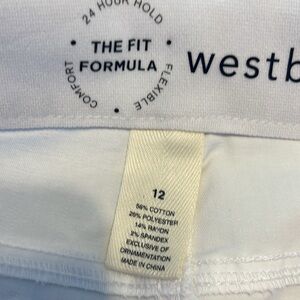 24 HOUR HOLD
THE FIT
FORMULA
COMFORT
FLEXIBLE
westb
12
56% COTTON
28% POLYESTER
14% RAYON
2% SPANDEX
EXCLUSIVE OF
ORNAMENTATION
MADE IN CHINA